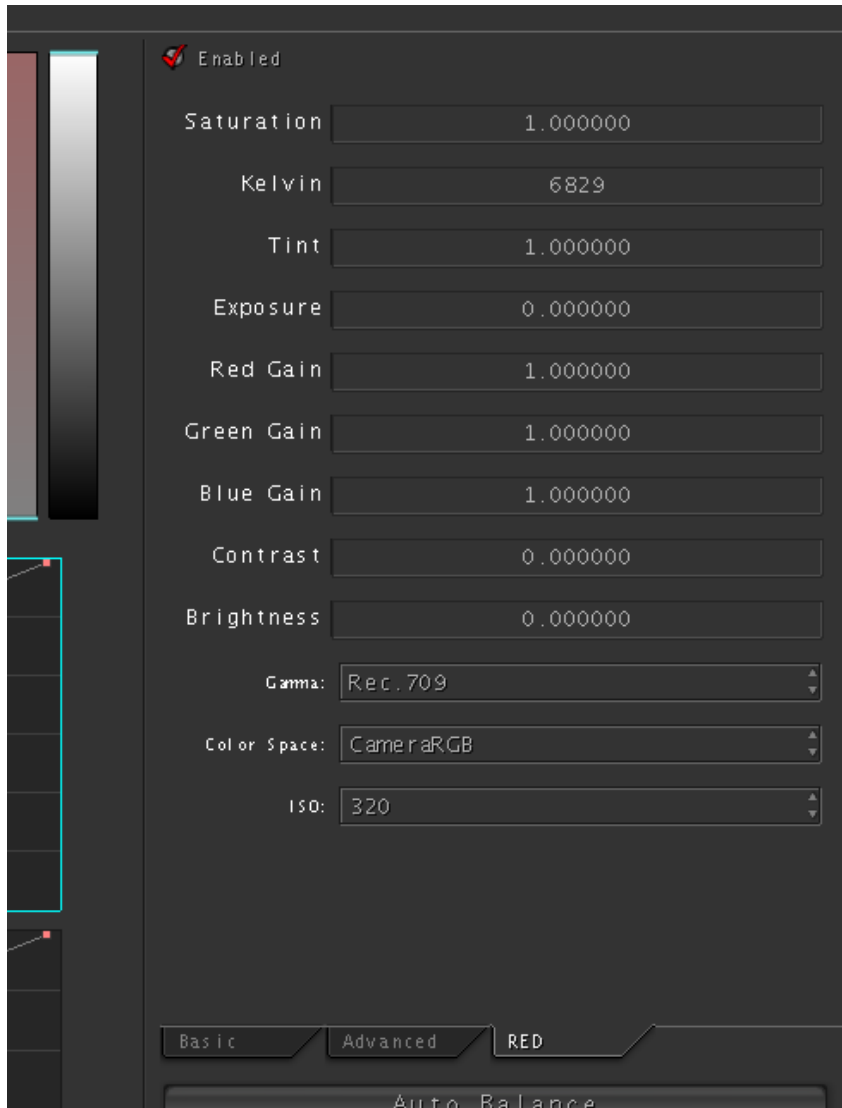 Enabled
Saturation 1.000000
Kelvin 6829
Tint 1.000000
Exposure 0.000000
Red Gain 1.000000
Green Gain 1.000000
Blue Gain 1.000000
Contrast 0.000000
Brightness 0.000000
Gamma: Rec.709
Color Space: CameraRGB
ISO: 320
Basic Advanced RED
Auto Balance